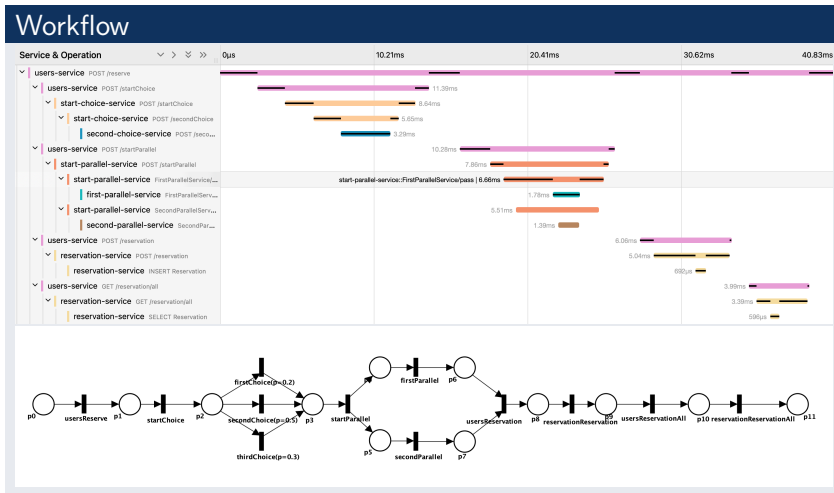 Workflow
Service & Operation 0μs 10.21ms 20.41ms 30.62ms 40.83ms
users-service POST /reserve
users-service POST /startChoice 11.39ms
start-choice-service POST /startChoice 8.64ms
start-choice-service POST /secondChoice 5.65ms
second-choice-service POST /seco... 3.29ms
users-service POST /startParallel 10.28ms
start-parallel-service POST /startParallel 7.86ms
start-parallel-service FirstParallelService/... start-parallel-service::FirstParallelService/pass | 6.66ms
first-parallel-service FirstParallelServ... 1.78ms
start-parallel-service SecondParallelServ... 5.51ms
second-parallel-service SecondPar... 1.39ms
users-service POST /reservation 6.06ms
reservation-service POST /reservation 5.04ms
reservation-service INSERT Reservation 692μs
users-service GET /reservation/all 3.99ms
reservation-service GET /reservation/all 3.39ms
reservation-service SELECT Reservation 596μs
firstChoice(p=0.2) firstParallel p6
p0 usersReserve p1 startChoice p2 secondChoice(p=0.5) p3 startParallel usersReservation p8 reservationReservation p9 usersReservationAll p10 reservationReservationAll p11
thirdChoice(p=0.3) p5 secondParallel p7